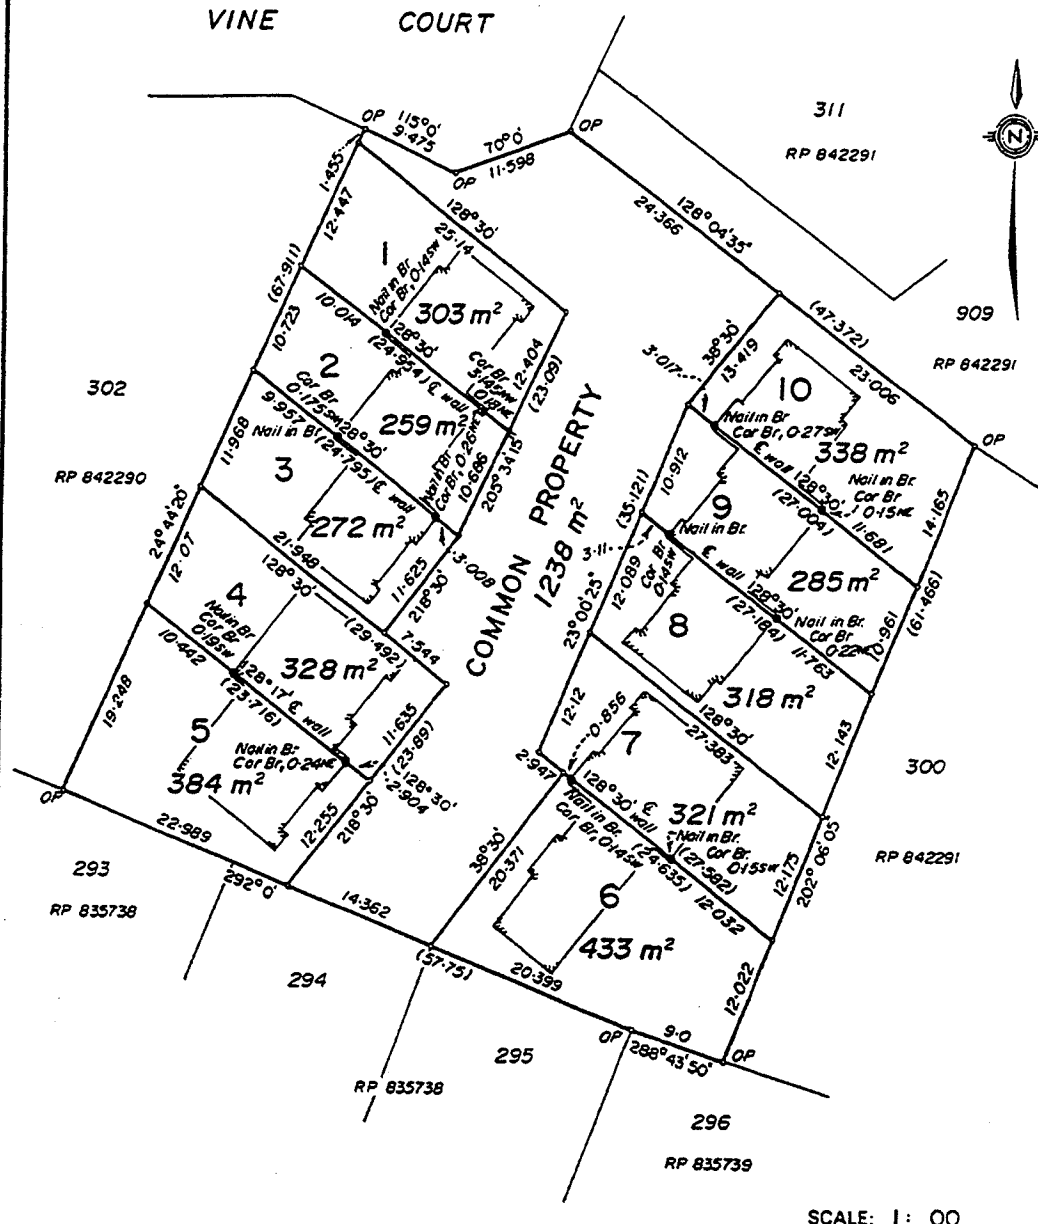 VINE COURT
311
RP 842291
N
OP
115°0'
9·475
70°0'
11·598
OP
OP
1·455
12·447
(67·911)
128°30'
25·14
24·366
128°04'35"
(47·372)
23·006
909
RP 842291
1
Nail in Br
Cor Br, 0·14SW
303 m²
10·014
128°30'
(24·954) ℄ wall
12·404
(23·09)
Cor Br
3·145
0·18NE
10·723
2
Cor Br
0·175SW
259 m²
9·957
128°30'
Nail in Br
(24·795) ℄ wall
Nail in Br
Cor Br, 0·26NE
10·686
205°34'15"
302
RP 842290
11·968
3
272 m²
21·948
128°30'
11·625
218°30'
3·008
24°44'20"
12·07
4
Nail in Br
Cor Br
0·19SW
328 m²
(29·492)
7·544
10·442
128°17' ℄ wall
(23·716)
11·635
(23·89)
19·248
5
Nail in Br
Cor Br, 0·24NE
384 m²
128°30'
2·904
12·255
218°30'
OP
22·989
292°0'
14·362
(57·75)
20·399
COMMON PROPERTY
1238 m²
3·017
38°30'
13·419
10
338 m²
OP
Nail in Br
Cor Br, 0·27SW
℄ wall
128°30'
(27·004)
Nail in Br
Cor Br
0·15NE
11·681
14·165
10·912
(35·121)
9
285 m²
Nail in Br.
3·11
Cor Br
0·14SW
℄ wall
128°30'
(27·184)
Nail in Br.
Cor Br
0·22NE
11·763
10·961
(61·466)
12·089
23°00'25"
8
318 m²
128°30'
27·383
12·143
300
RP 842291
12·12
0·856
7
321 m²
2·947
128°30' ℄ wall
Nail in Br.
Cor Br, 0·14SW
(24·635)
(27·582)
Nail in Br.
Cor Br.
0·15SW
12·175
202°06'05"
38°30'
20·371
6
433 m²
12·032
12·022
OP
9·0
288°43'50"
OP
293
RP 835738
294
295
RP 835738
296
RP 835739
SCALE: 1: 00